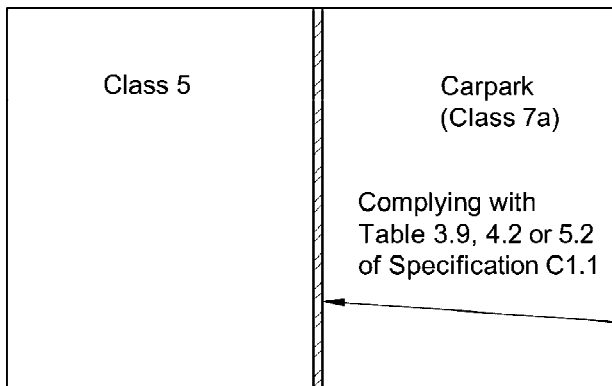 Class 5
Carpark
(Class 7a)
Complying with
Table 3.9, 4.2 or 5.2
of Specification C1.1